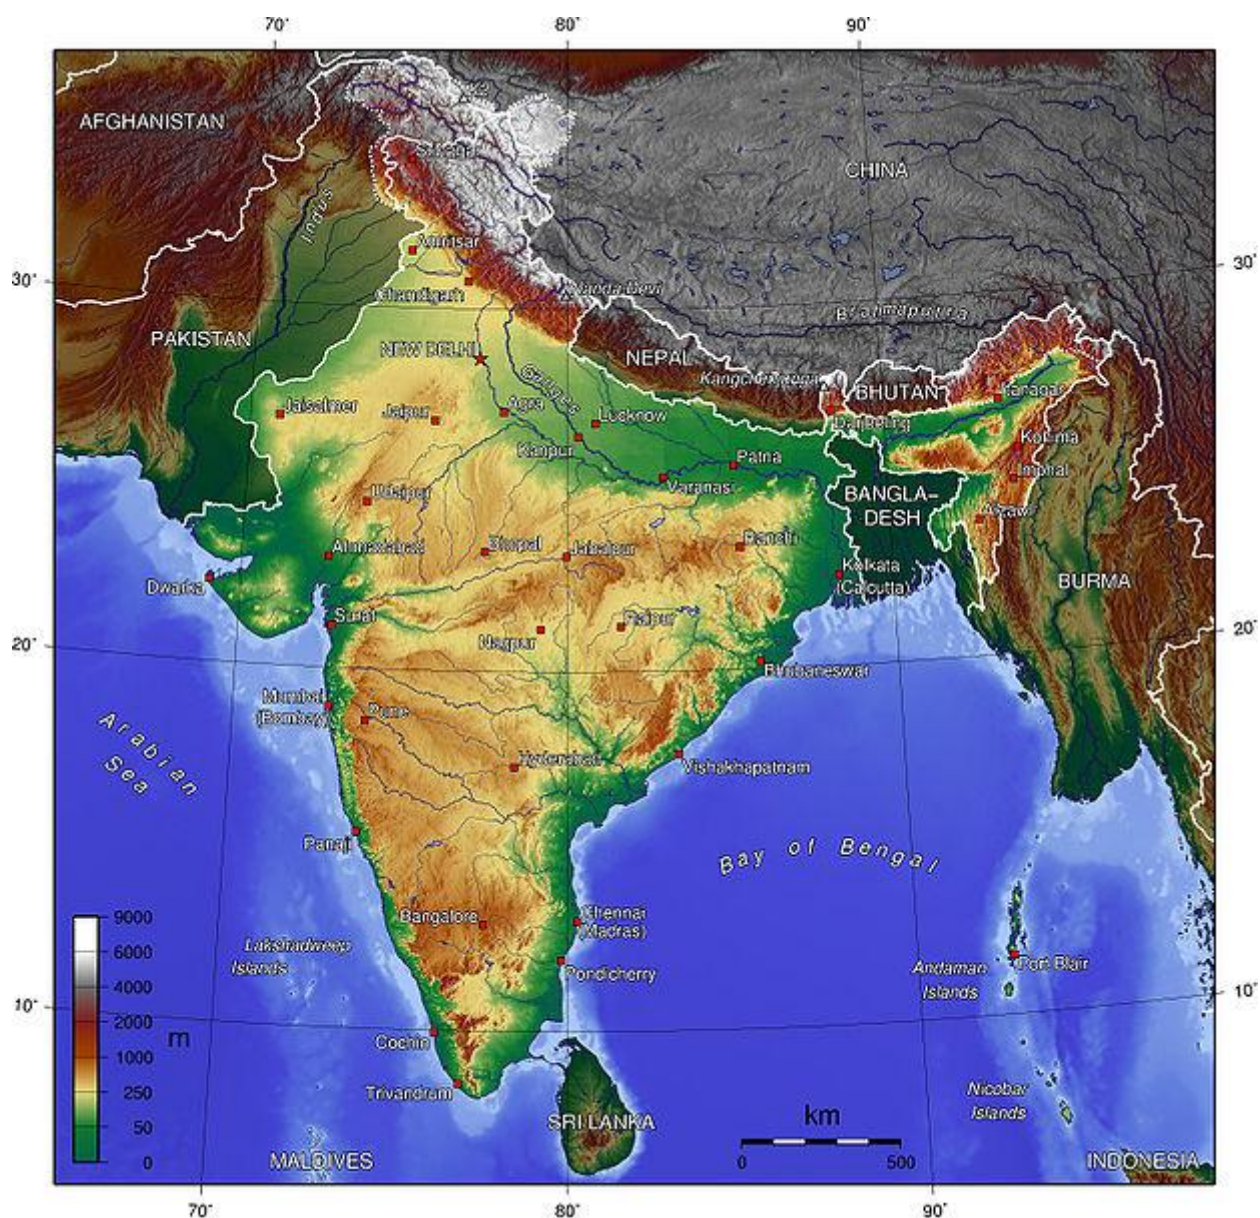 70°
80°
90°
AFGHANISTAN
K2
CHINA
Indus
Amritsar
30°
30°
Chandigarh
Nanda Devi
Brahmaputra
PAKISTAN
NEW DELHI
NEPAL
Kangchenjunga
BHUTAN
Itanagar
Jaisalmer
Jaipur
Agra
Ganges
Lucknow
Darjeeling
Kohima
Kanpur
Patna
Imphal
Varanasi
BANGLA–
DESH
Udaipur
Aizawl
Ahmadabad
Bhopal
Jabalpur
Ranchi
Kolkata
(Calcutta)
BURMA
Dwarka
Surat
Nagpur
Raipur
20°
20°
Bhubaneswar
Mumbai
(Bombay)
Pune
Arabian
Sea
Hyderabad
Vishakhapatnam
Panaji
Bay of Bengal
Bangalore
Chennai
(Madras)
Lakshadweep
Islands
Pondicherry
Andaman
Islands
Port Blair
9000
6000
4000
2000
1000
250
50
0
m
10°
10°
Cochin
Trivandrum
Nicobar
Islands
SRI LANKA
km
0
500
MALDIVES
INDONESIA
70°
80°
90°